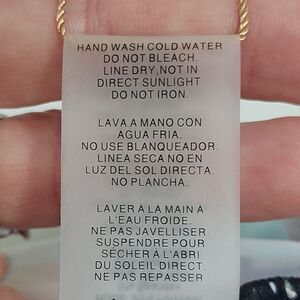 HAND WASH COLD WATER
DO NOT BLEACH.
LINE DRY, NOT IN
DIRECT SUNLIGHT
DO NOT IRON.
LAVA A MANO CON
AGUA FRIA.
NO USE BLANQUEADOR.
LINEA SECA NO EN
LUZ DEL SOL DIRECTA.
NO PLANCHA.
LAVER A LA MAIN À
L'EAU FROIDE.
NE PAS JAVELLISER.
SUSPENDRE POUR
SÉCHER A L'ABRI
DU SOLEIL DIRECT.
NE PAS REPASSER